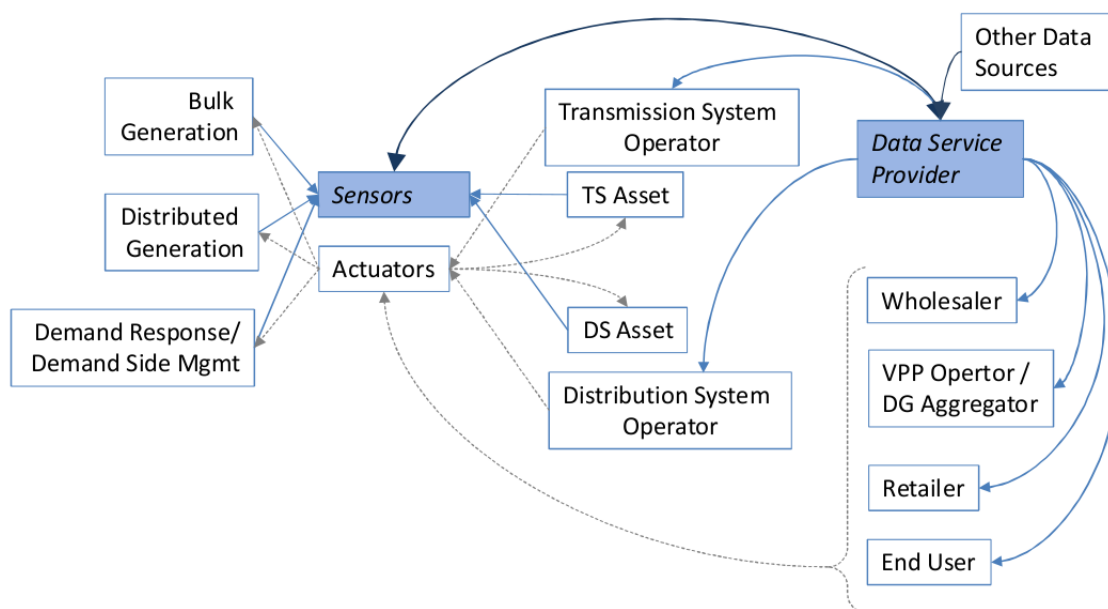 Other Data
Sources
Bulk
Generation
Transmission System
Operator
Data Service
Provider
Sensors
TS Asset
Distributed
Generation
Actuators
Wholesaler
Demand Response/
Demand Side Mgmt
DS Asset
VPP Opertor /
DG Aggregator
Distribution System
Operator
Retailer
End User